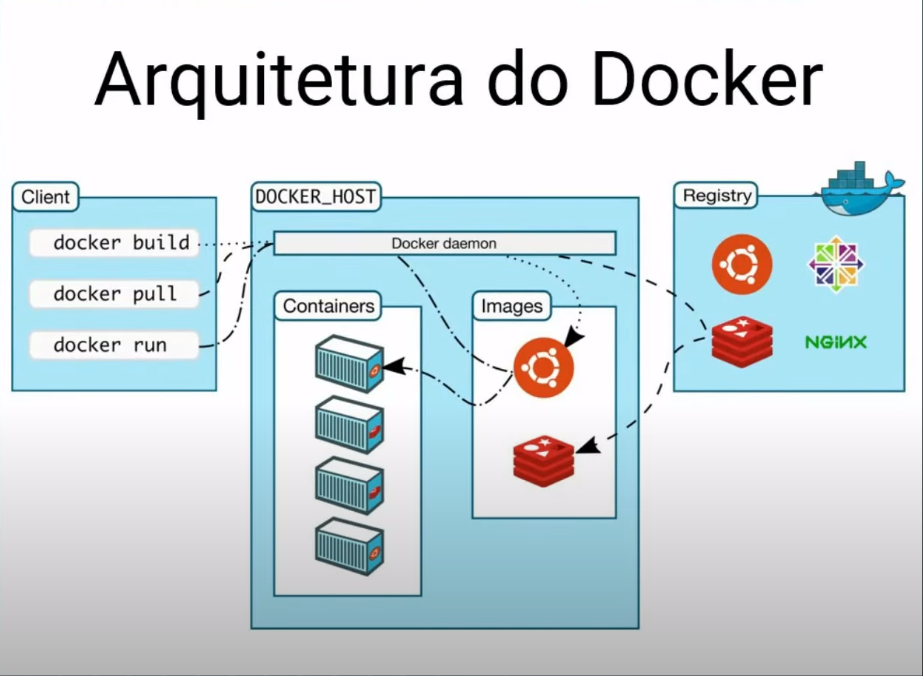 Arquitetura do Docker
Client
docker build
docker pull
docker run
DOCKER_HOST
Docker daemon
Containers
Images
Registry
NGiNX